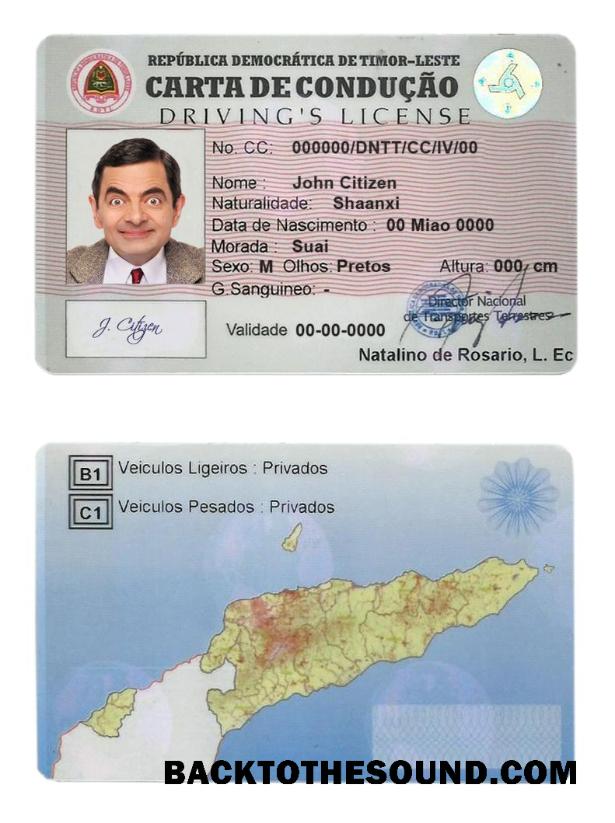 REPÚBLICA DEMOCRÁTICA DE TIMOR-LESTE
CARTA DE CONDUÇÃO
DRIVING'S LICENSE
No. CC: 000000/DNTT/CC/IV/00
Nome : John Citizen
Naturalidade: Shaanxi
Data de Nascimento : 00 Miao 0000
Morada : Suai
Sexo: M Olhos: Pretos Altura: 000, cm
G.Sanguineo: -
Director Nacional
de Transportes Terrestres
J. Citizen
Validade 00-00-0000
Natalino de Rosario, L. Ec
B1 Veiculos Ligeiros : Privados
C1 Veiculos Pesados : Privados
BACKTOTHESOUND.COM